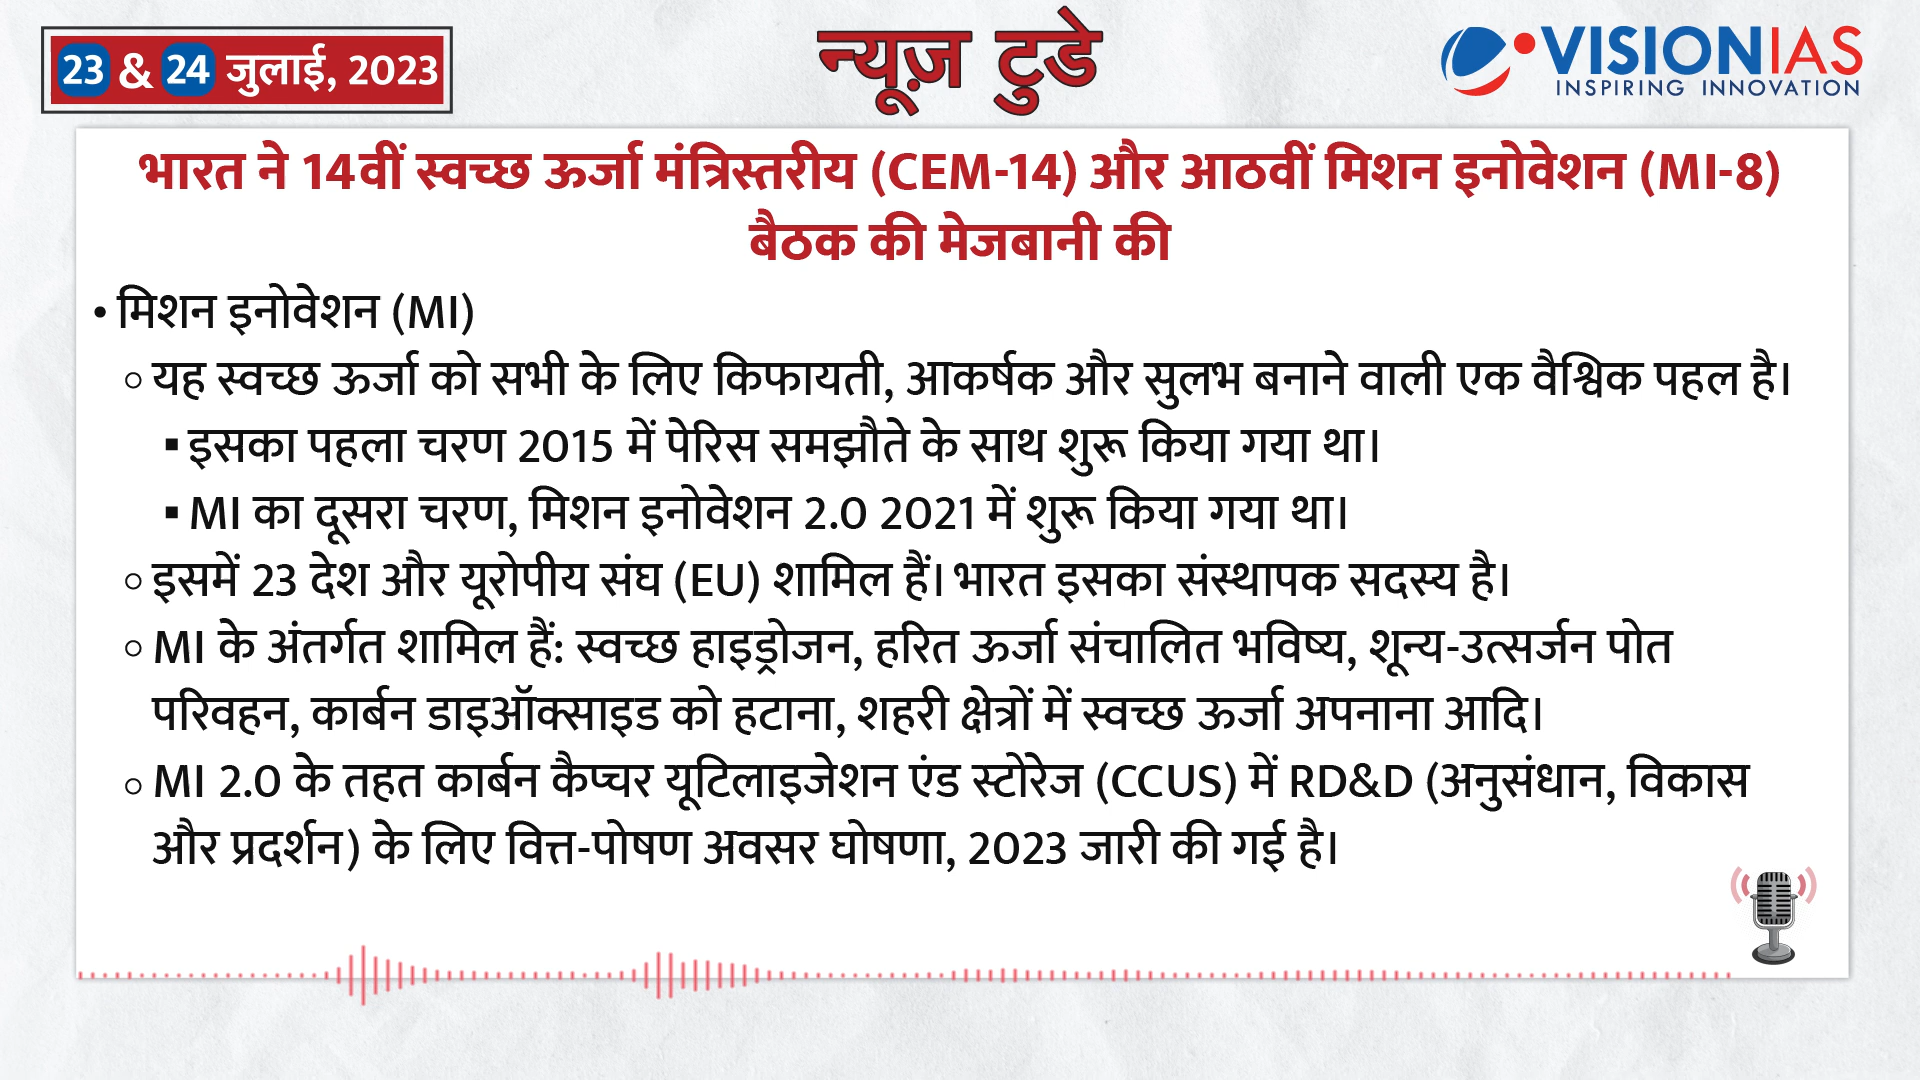 23 & 24 जुलाई, 2023
न्यूज़ टुडे
VISIONIAS
INSPIRING INNOVATION
भारत ने 14वीं स्वच्छ ऊर्जा मंत्रिस्तरीय (CEM-14) और आठवीं मिशन इनोवेशन (MI-8)
बैठक की मेजबानी की
• मिशन इनोवेशन (MI)
○ यह स्वच्छ ऊर्जा को सभी के लिए किफायती, आकर्षक और सुलभ बनाने वाली एक वैश्विक पहल है।
▪ इसका पहला चरण 2015 में पेरिस समझौते के साथ शुरू किया गया था।
▪ MI का दूसरा चरण, मिशन इनोवेशन 2.0 2021 में शुरू किया गया था।
○ इसमें 23 देश और यूरोपीय संघ (EU) शामिल हैं। भारत इसका संस्थापक सदस्य है।
○ MI के अंतर्गत शामिल हैं: स्वच्छ हाइड्रोजन, हरित ऊर्जा संचालित भविष्य, शून्य-उत्सर्जन पोत
परिवहन, कार्बन डाइऑक्साइड को हटाना, शहरी क्षेत्रों में स्वच्छ ऊर्जा अपनाना आदि।
○ MI 2.0 के तहत कार्बन कैप्चर यूटिलाइजेशन एंड स्टोरेज (CCUS) में RD&D (अनुसंधान, विकास
और प्रदर्शन) के लिए वित्त-पोषण अवसर घोषणा, 2023 जारी की गई है।